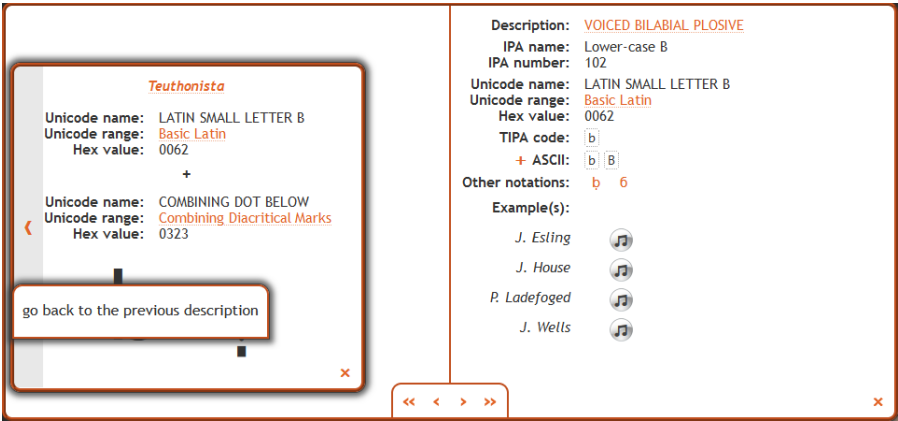 Teuthonista
Unicode name: LATIN SMALL LETTER B
Unicode range: Basic Latin
Hex value: 0062
+
Unicode name: COMBINING DOT BELOW
Unicode range: Combining Diacritical Marks
Hex value: 0323
❰
go back to the previous description
×
Description: VOICED BILABIAL PLOSIVE
IPA name: Lower-case B
IPA number: 102
Unicode name: LATIN SMALL LETTER B
Unicode range: Basic Latin
Hex value: 0062
TIPA code: b
+ ASCII: b B
Other notations: ḅ ϐ
Example(s):
J. Esling
J. House
P. Ladefoged
J. Wells
« ‹ › »
×